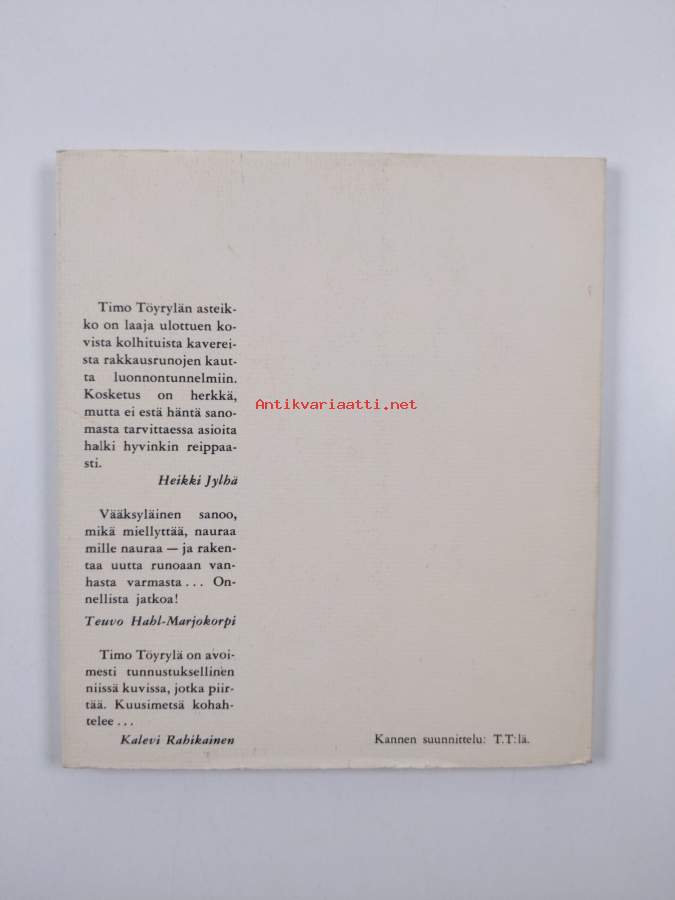 Timo Töyrylän asteik-
ko on laaja ulottuen ko-
vista kolhituista kaverei-
sta rakkausrunojen kaut-
ta luonnontunnelmiin.
Kosketus on herkkä,
mutta ei estä häntä sano-
masta tarvittaessa asioita
halki hyvinkin reippaa-
sti.
Heikki Jylhä
Vääksyläinen sanoo,
mikä miellyttää, nauraa
mille nauraa — ja raken-
taa uutta runoaan van-
hasta varmasta... On-
nellista jatkoa!
Teuvo Hahl-Marjokorpi
Timo Töyrylä on avoi-
mesti tunnustuksellinen
niissä kuvissa, jotka piir-
tää. Kuusimetsä kohah-
telee...
Kalevi Rahikainen
Kannen suunnittelu: T.T:lä.
Antikvariaatti.net